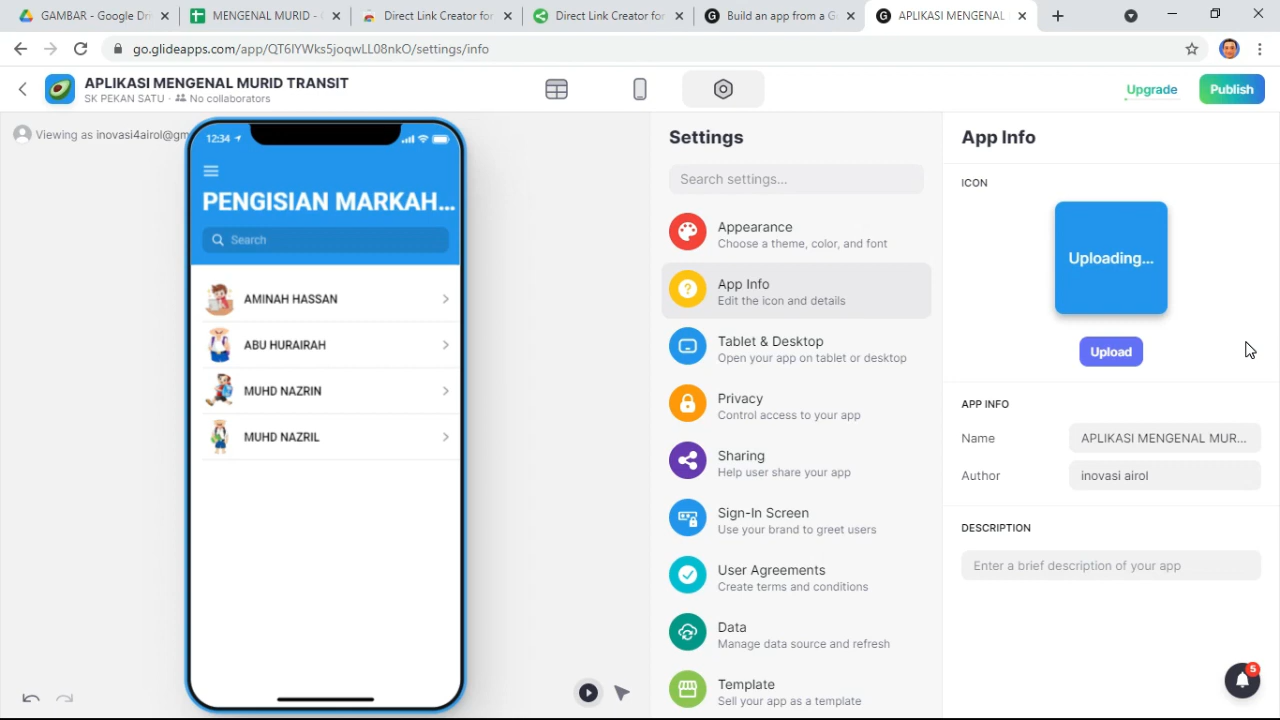 GAMBAR - Google Dri
MENGENAL MURID - 
Direct Link Creator for
Direct Link Creator for
Build an app from a G
APLIKASI MENGENAL
go.glideapps.com/app/QT6IYWks5joqwLL08nkO/settings/info
APLIKASI MENGENAL MURID TRANSIT
SK PEKAN SATU · No collaborators
Upgrade
Publish
Viewing as inovasi4airol@gm
12:34
PENGISIAN MARKAH...
Search
AMINAH HASSAN
ABU HURAIRAH
MUHD NAZRIN
MUHD NAZRIL
Settings
Search settings...
Appearance
Choose a theme, color, and font
App Info
Edit the icon and details
Tablet & Desktop
Open your app on tablet or desktop
Privacy
Control access to your app
Sharing
Help user share your app
Sign-In Screen
Use your brand to greet users
User Agreements
Create terms and conditions
Data
Manage data source and refresh
Template
Sell your app as a template
App Info
ICON
Uploading...
Upload
APP INFO
Name
APLIKASI MENGENAL MUR...
Author
inovasi airol
DESCRIPTION
Enter a brief description of your app
5